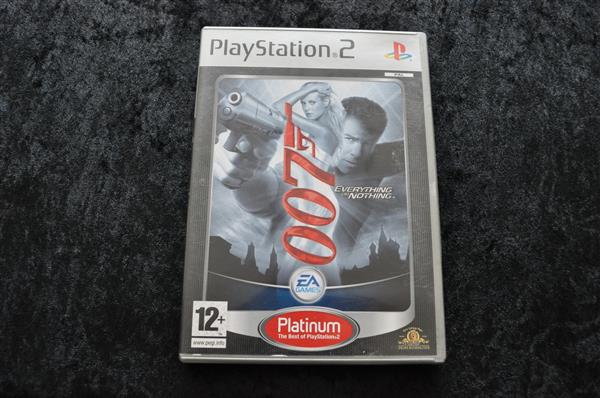 PlayStation 2
PAL
007
EVERYTHING
OR NOTHING
EA
GAMES
12+
www.pegi.info
Platinum
The Best of PlayStation 2